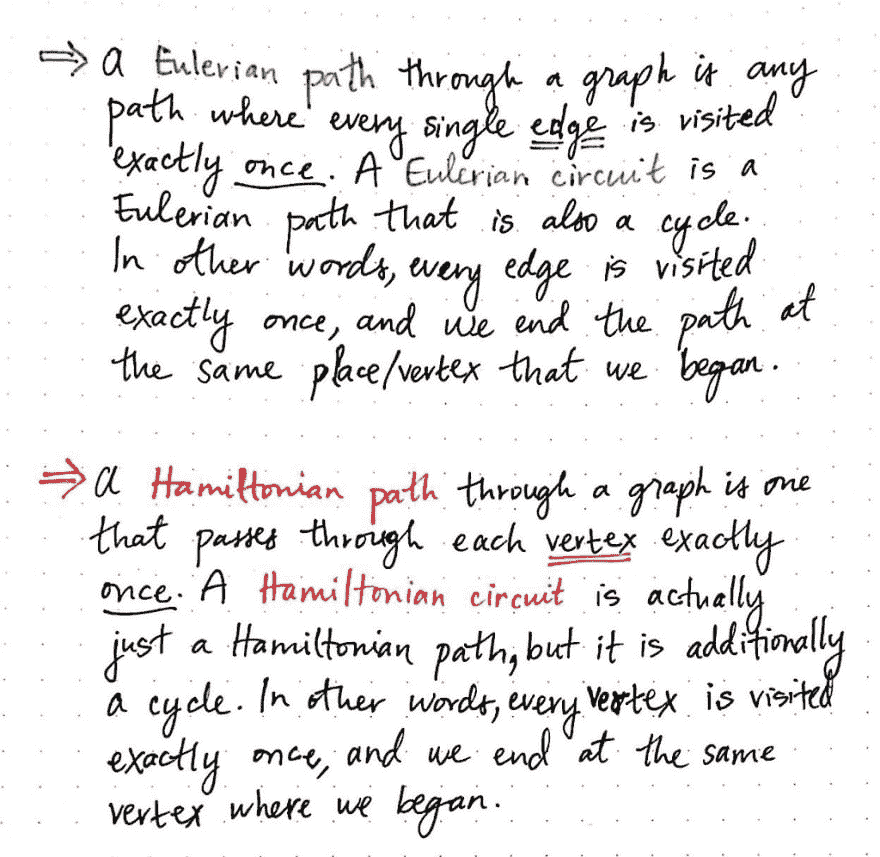 ⇒ a Eulerian path through a graph is any
path where every single edge is visited
exactly once. A Eulerian circuit is a
Eulerian path that is also a cycle.
In other words, every edge is visited
exactly once, and we end the path at
the same place/vertex that we began.
⇒ a Hamiltonian path through a graph is one
that passes through each vertex exactly
once. A Hamiltonian circuit is actually
just a Hamiltonian path, but it is additionally
a cycle. In other words, every vertex is visited
exactly once, and we end at the same
vertex where we began.